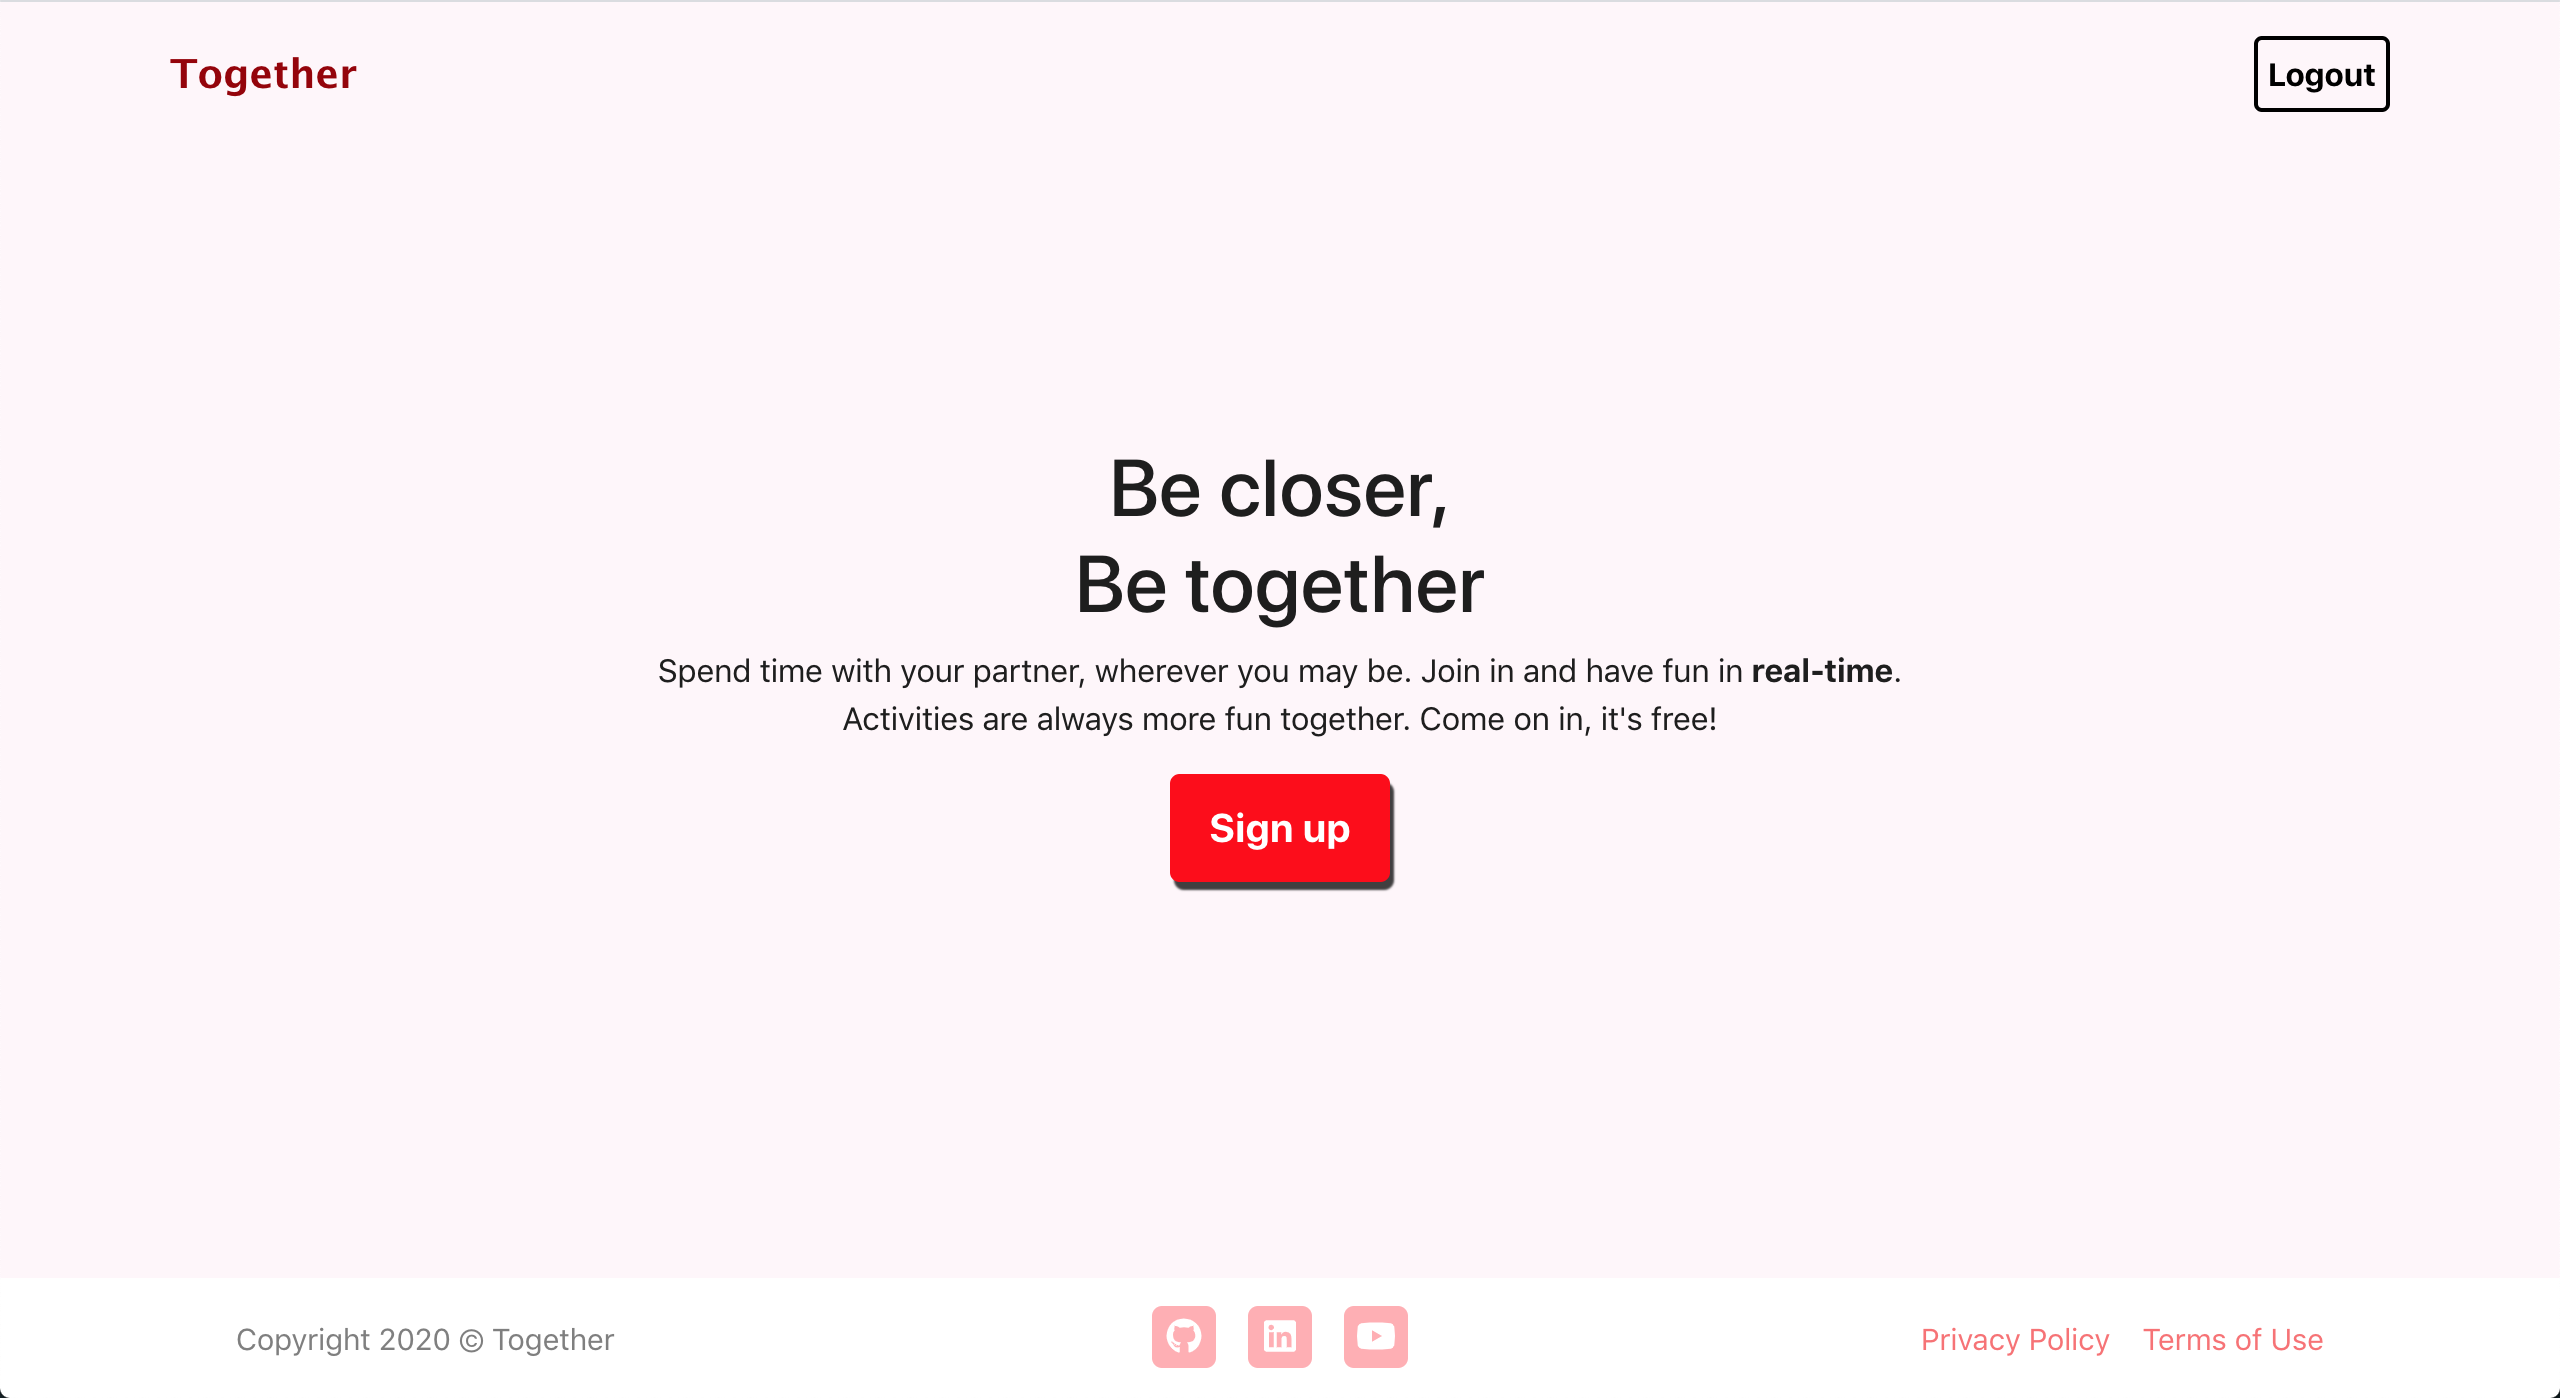 Together
Logout
Be closer,
Be together
Spend time with your partner, wherever you may be. Join in and have fun in real-time.
Activities are always more fun together. Come on in, it's free!
Sign up
Copyright 2020 © Together
in
Privacy Policy
Terms of Use